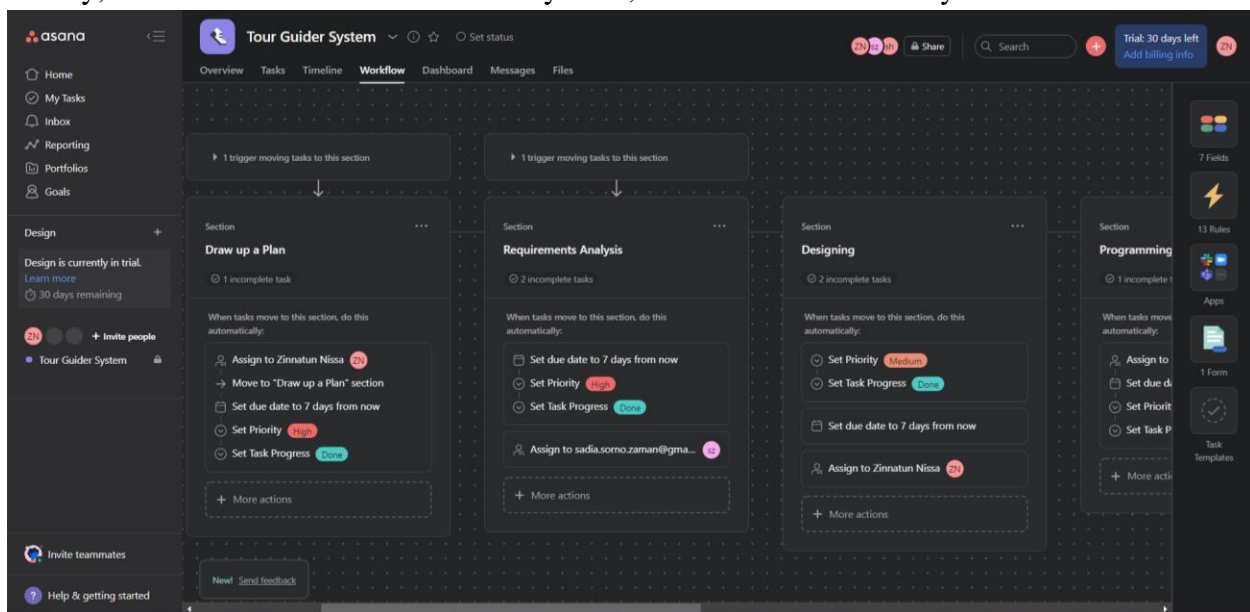 asana
Tour Guider System
Set status
ZN
sz
sh
Share
Search
Trial: 30 days left
Add billing info
ZN
Overview
Tasks
Timeline
Workflow
Dashboard
Messages
Files
Home
My Tasks
Inbox
Reporting
Portfolios
Goals
Design
Design is currently in trial.
Learn more
30 days remaining
ZN
+ Invite people
Tour Guider System
Invite teammates
? Help & getting started
1 trigger moving tasks to this section
Section
Draw up a Plan
1 incomplete task
When tasks move to this section, do this
automatically:
Assign to Zinnatun Nissa ZN
Move to "Draw up a Plan" section
Set due date to 7 days from now
Set Priority High
Set Task Progress Done
+ More actions
New! Send feedback
1 trigger moving tasks to this section
Section
Requirements Analysis
2 incomplete tasks
When tasks move to this section, do this
automatically:
Set due date to 7 days from now
Set Priority High
Set Task Progress Done
Assign to sadia.sorno.zaman@gma... sz
+ More actions
Section
Designing
2 incomplete tasks
When tasks move to this section, do this
automatically:
Set Priority Medium
Set Task Progress Done
Set due date to 7 days from now
Assign to Zinnatun Nissa ZN
+ More actions
Section
Programming
1 incomplete
When tasks move
automatically:
Assign to
Set due
Set
Set Task
+ More
7 Fields
13 Rules
Apps
1 Form
Task
Templates